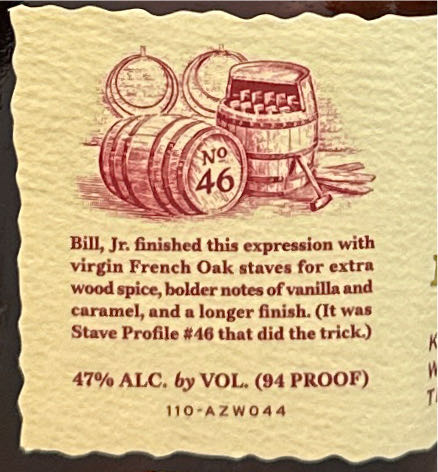 Nº
46
Bill, Jr. finished this expression with
virgin French Oak staves for extra
wood spice, bolder notes of vanilla and
caramel, and a longer finish. (It was
Stave Profile #46 that did the trick.)
47% ALC. by VOL. (94 PROOF)
110-AZW044